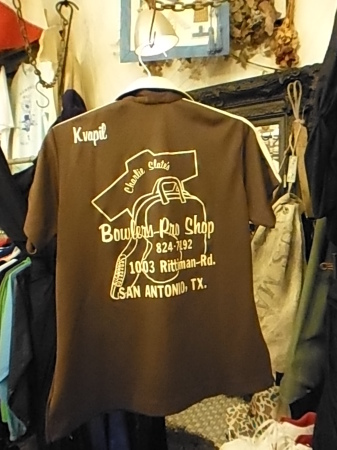 Kvapil
Charlie Slate's
Bowlers Pro Shop
824-7192
1003 Rittiman Rd.
SAN ANTONIO, TX.